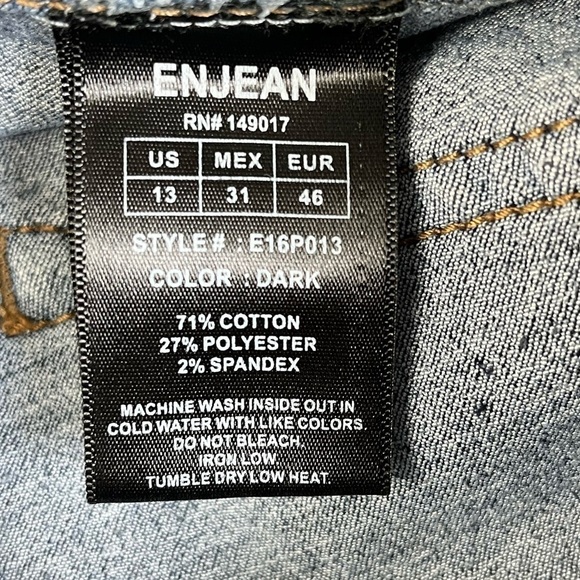 ENJEAN
RN# 149017
US MEX EUR
13 31 46
STYLE # : E16P013
COLOR : DARK
71% COTTON
27% POLYESTER
2% SPANDEX
MACHINE WASH INSIDE OUT IN
COLD WATER WITH LIKE COLORS.
DO NOT BLEACH.
IRON LOW.
TUMBLE DRY LOW HEAT.